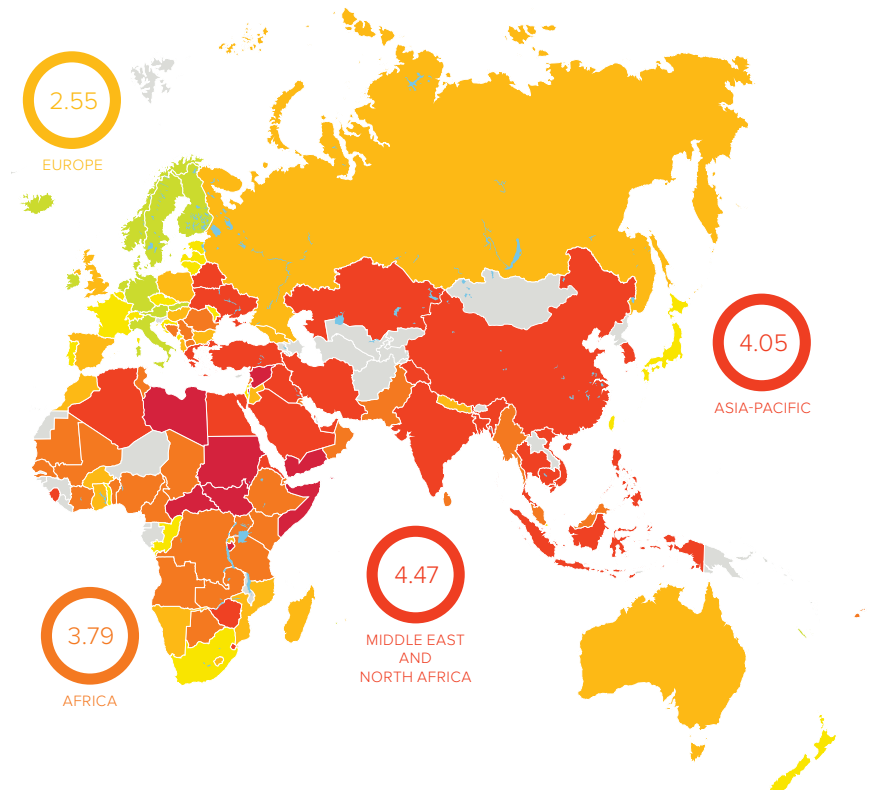 2.55
EUROPE
4.05
ASIA-PACIFIC
4.47
MIDDLE EAST
AND
NORTH AFRICA
3.79
AFRICA